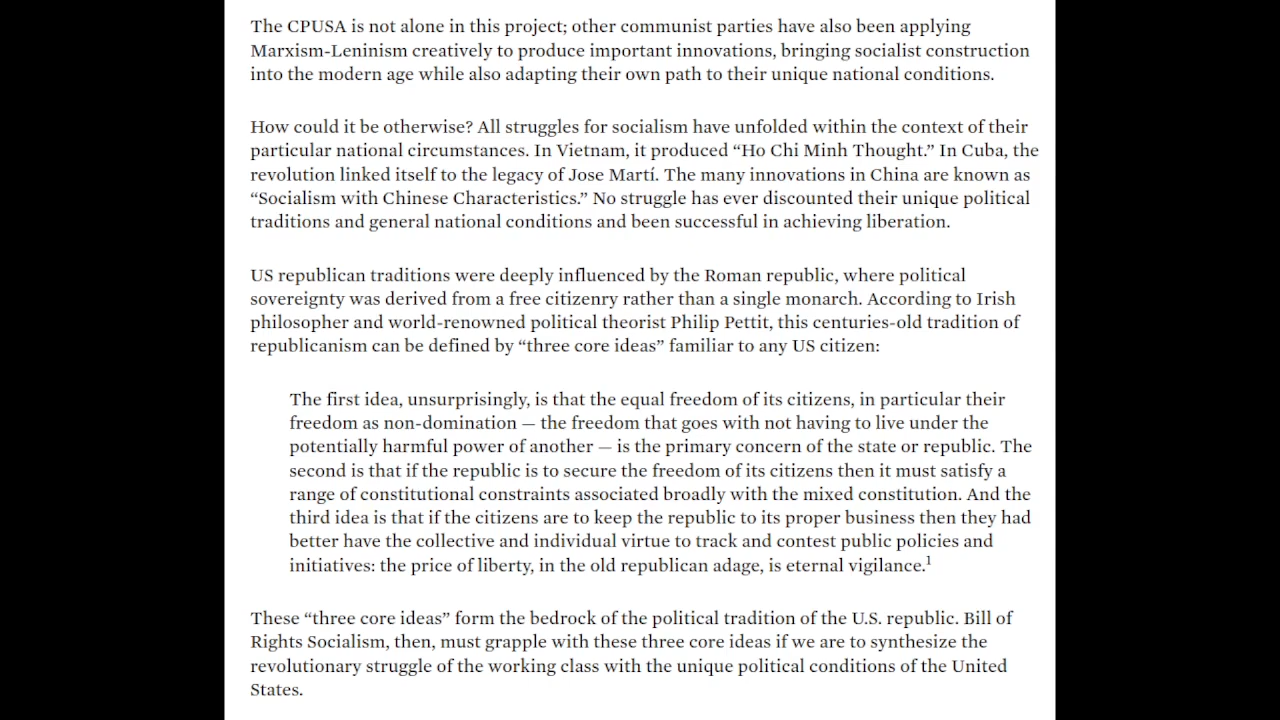 The CPUSA is not alone in this project; other communist parties have also been applying
Marxism-Leninism creatively to produce important innovations, bringing socialist construction
into the modern age while also adapting their own path to their unique national conditions.
How could it be otherwise? All struggles for socialism have unfolded within the context of their
particular national circumstances. In Vietnam, it produced “Ho Chi Minh Thought.” In Cuba, the
revolution linked itself to the legacy of Jose Martí. The many innovations in China are known as
“Socialism with Chinese Characteristics.” No struggle has ever discounted their unique political
traditions and general national conditions and been successful in achieving liberation.
US republican traditions were deeply influenced by the Roman republic, where political
sovereignty was derived from a free citizenry rather than a single monarch. According to Irish
philosopher and world-renowned political theorist Philip Pettit, this centuries-old tradition of
republicanism can be defined by “three core ideas” familiar to any US citizen:
The first idea, unsurprisingly, is that the equal freedom of its citizens, in particular their
freedom as non-domination — the freedom that goes with not having to live under the
potentially harmful power of another — is the primary concern of the state or republic. The
second is that if the republic is to secure the freedom of its citizens then it must satisfy a
range of constitutional constraints associated broadly with the mixed constitution. And the
third idea is that if the citizens are to keep the republic to its proper business then they had
better have the collective and individual virtue to track and contest public policies and
initiatives: the price of liberty, in the old republican adage, is eternal vigilance.¹
These “three core ideas” form the bedrock of the political tradition of the U.S. republic. Bill of
Rights Socialism, then, must grapple with these three core ideas if we are to synthesize the
revolutionary struggle of the working class with the unique political conditions of the United
States.